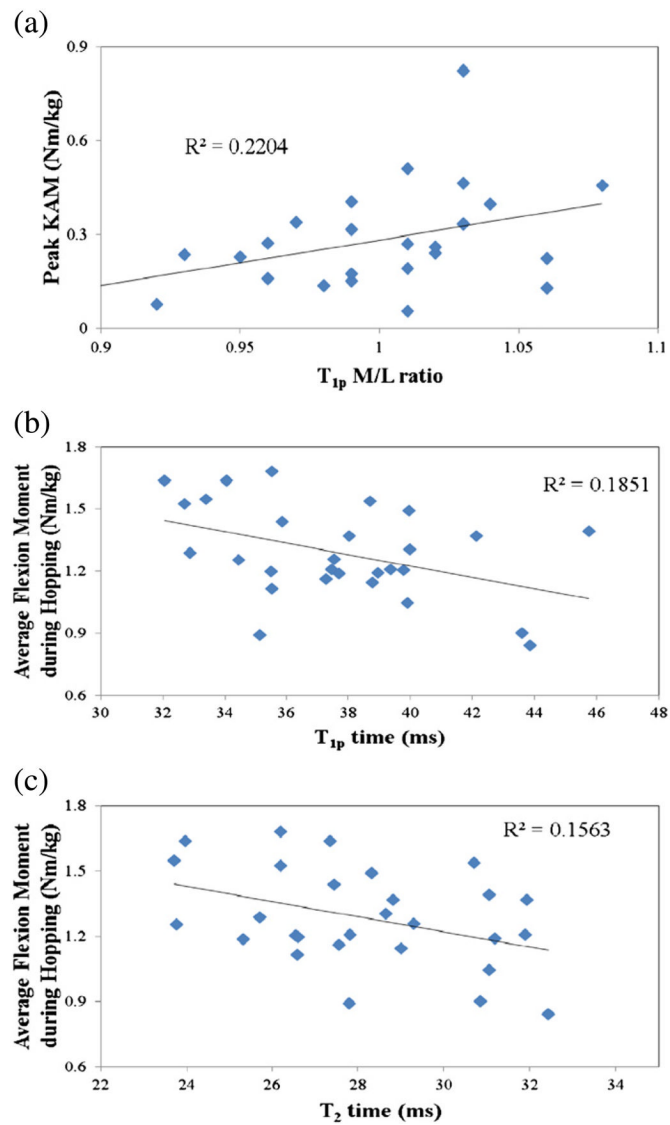 (a)
0.9
0.6
0.3
0
Peak KAM (Nm/kg)
R² = 0.2204
0.9 0.95 1 1.05 1.1
T1p M/L ratio
(b)
1.8
1.5
1.2
0.9
0.6
Average Flexion Moment
during Hopping (Nm/kg)
R² = 0.1851
30 32 34 36 38 40 42 44 46 48
T1p time (ms)
(c)
1.8
1.5
1.2
0.9
0.6
Average Flexion Moment
during Hopping (Nm/kg)
R² = 0.1563
22 24 26 28 30 32 34
T2 time (ms)